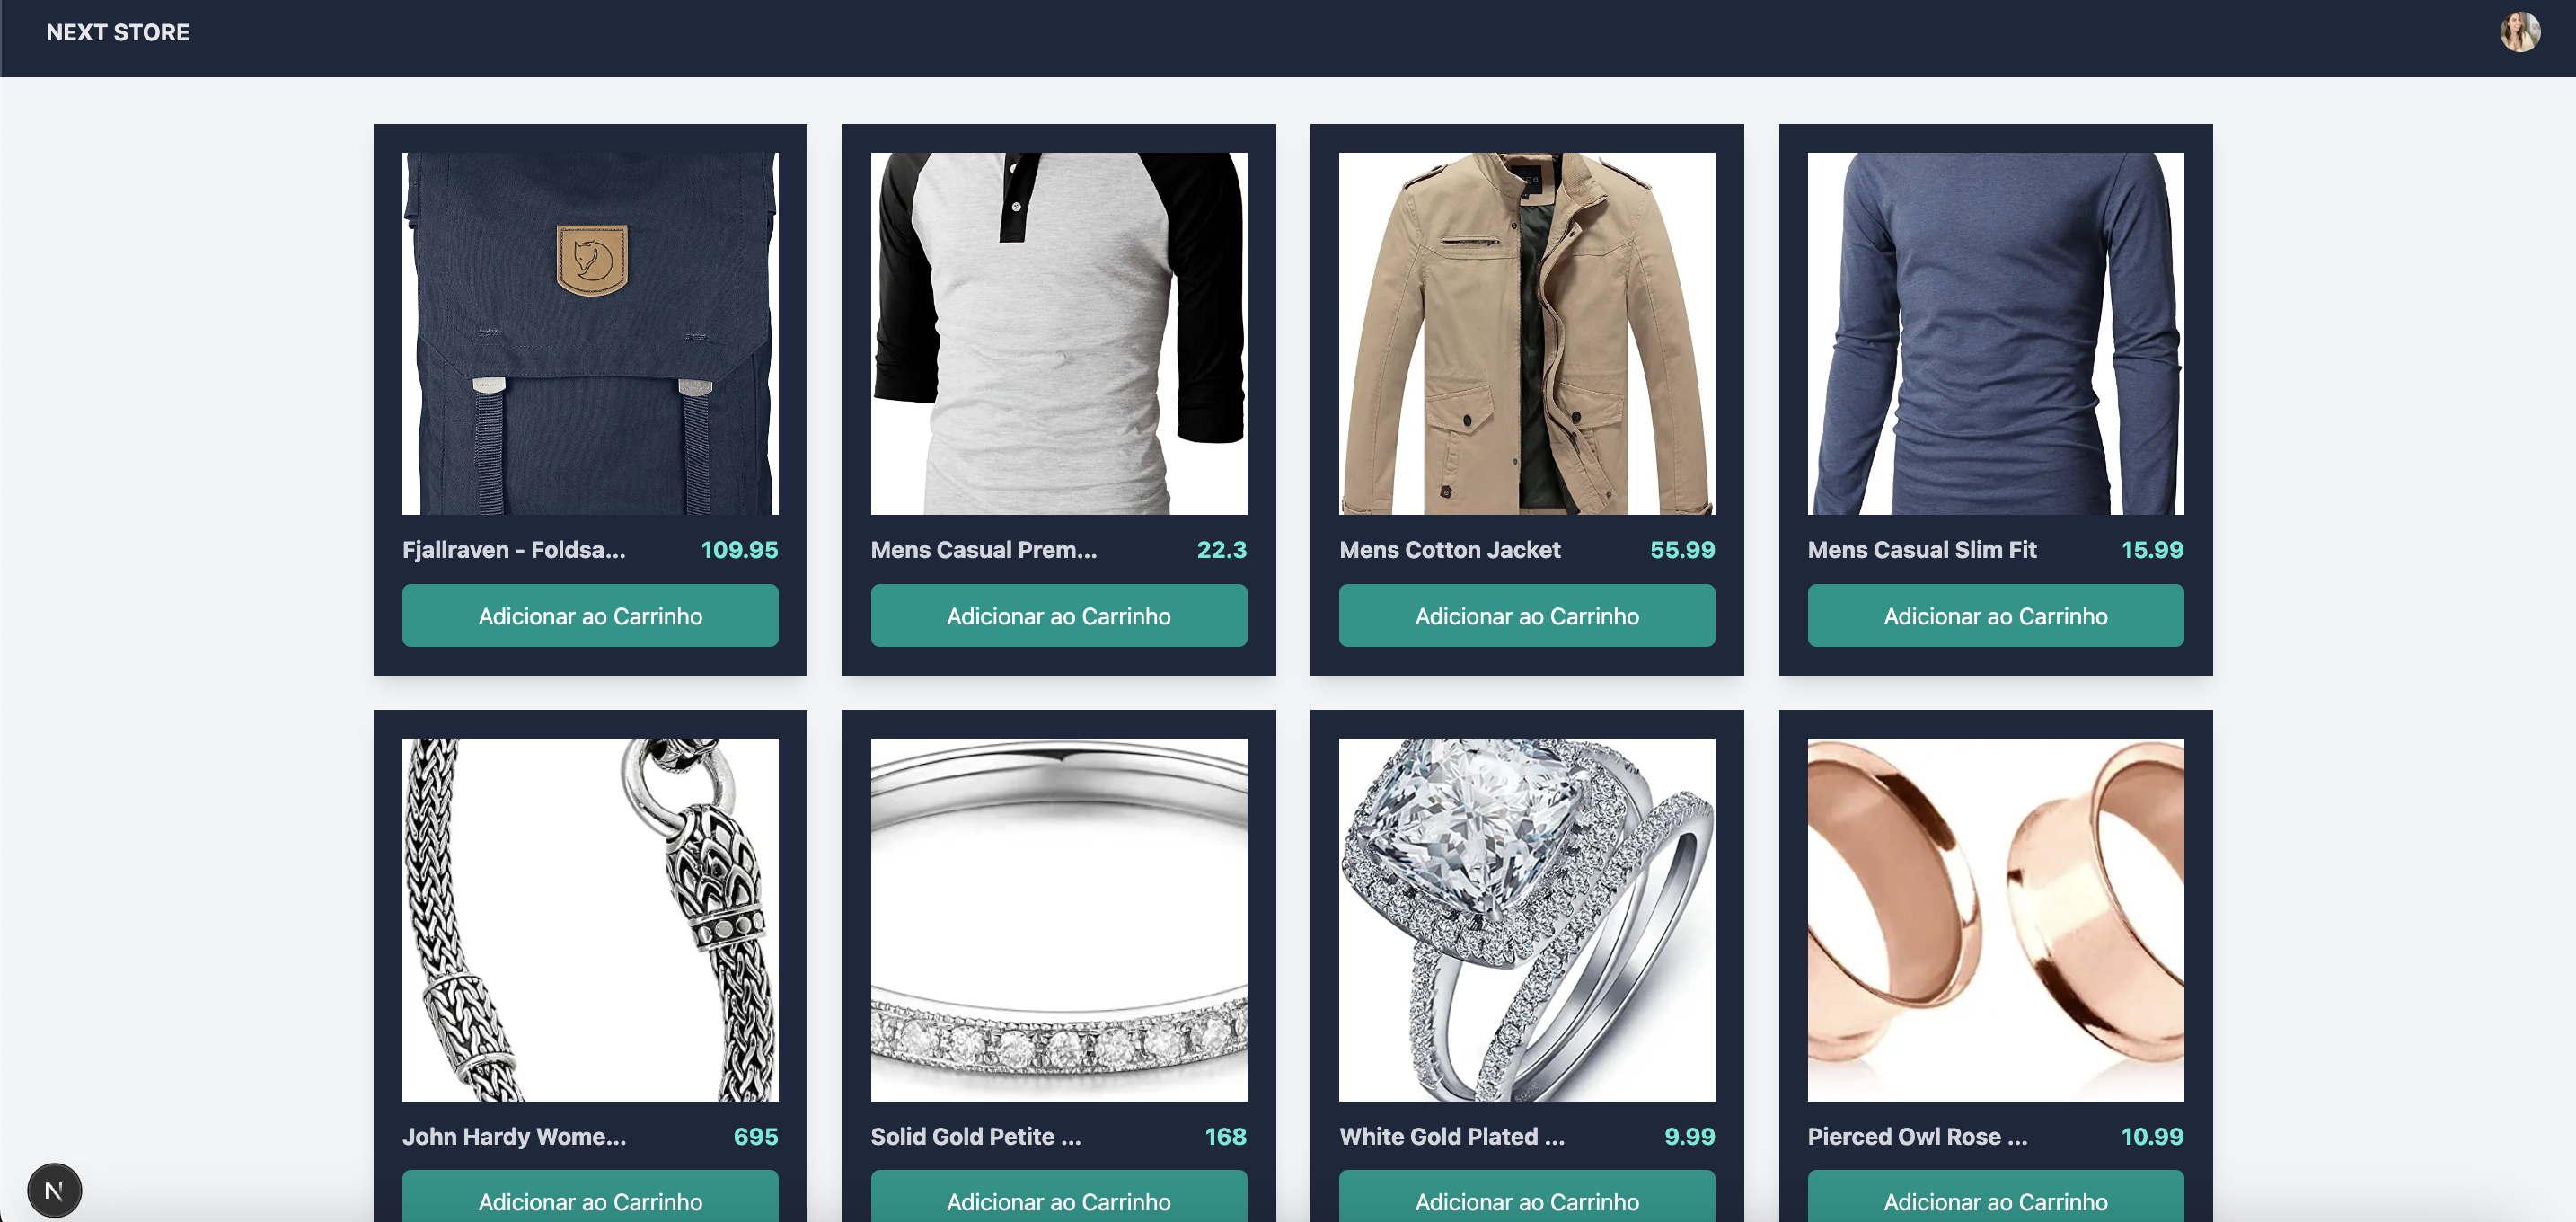 NEXT STORE
Fjallraven - Foldsa... 109.95
Adicionar ao Carrinho
Mens Casual Prem... 22.3
Adicionar ao Carrinho
Mens Cotton Jacket 55.99
Adicionar ao Carrinho
Mens Casual Slim Fit 15.99
Adicionar ao Carrinho
John Hardy Wome... 695
Adicionar ao Carrinho
Solid Gold Petite ... 168
Adicionar ao Carrinho
White Gold Plated ... 9.99
Adicionar ao Carrinho
Pierced Owl Rose ... 10.99
Adicionar ao Carrinho
N